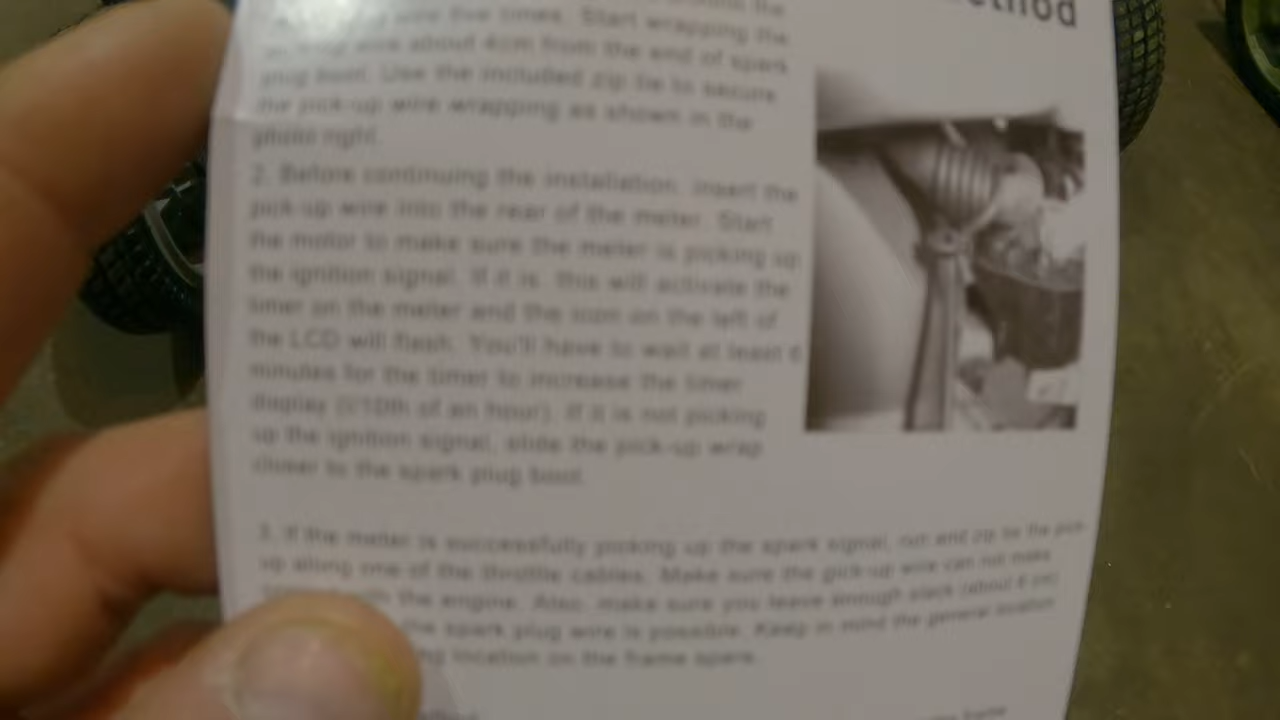 wire five times. Start wrapping the
wire about 4cm from the end of spark
plug boot. Use the included zip tie to secure
the pick-up wire wrapping as shown in the
photo right.
2. Before continuing the installation, insert the
pick-up wire into the rear of the meter. Start
the motor to make sure the meter is picking up
the ignition signal. If it is, this will activate the
timer on the meter and the icon on the left of
the LCD will flash. You'll have to wait at least 6
minutes for the timer to increase the timer
display (1/10th of an hour). If it is not picking
up the ignition signal, slide the pick-up wrap
closer to the spark plug boot.
3. If the meter is successfully picking up the spark signal, run and zip tie the pick-
up along one of the throttle cables. Make sure the pick-up wire can not make
the engine. Also, make sure you leave enough slack (about 4 cm)
the spark plug wire is possible. Keep in mind the general location
location on the frame spare.
frame